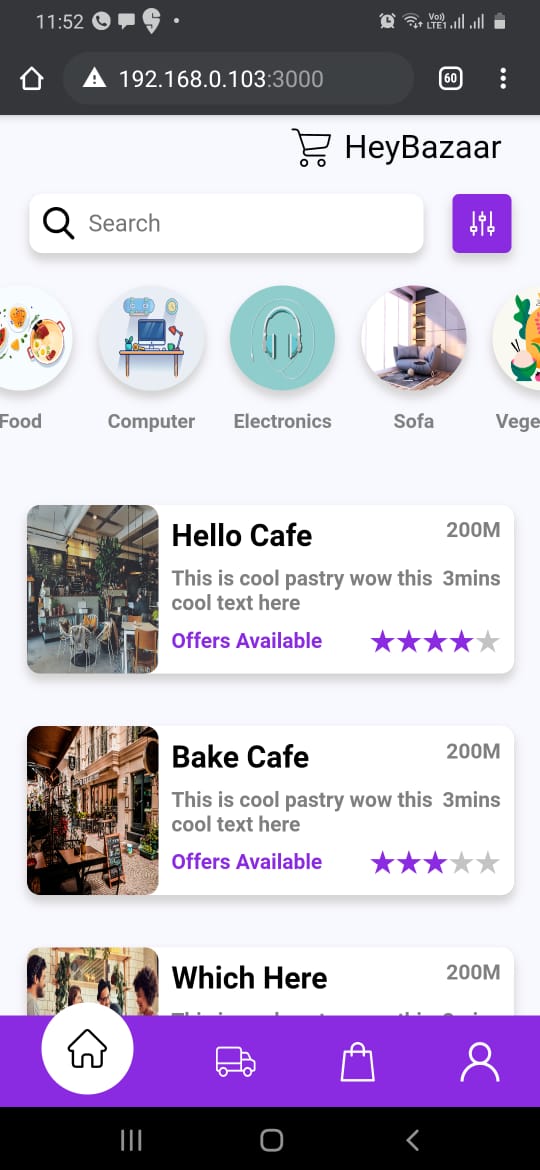 11:52
Vo)) LTE1
192.168.0.103:3000
60
HeyBazaar
Search
Food
Computer
Electronics
Sofa
Vege
Hello Cafe
200M
This is cool pastry wow this
3mins
cool text here
Offers Available
Bake Cafe
200M
This is cool pastry wow this
3mins
cool text here
Offers Available
Which Here
200M